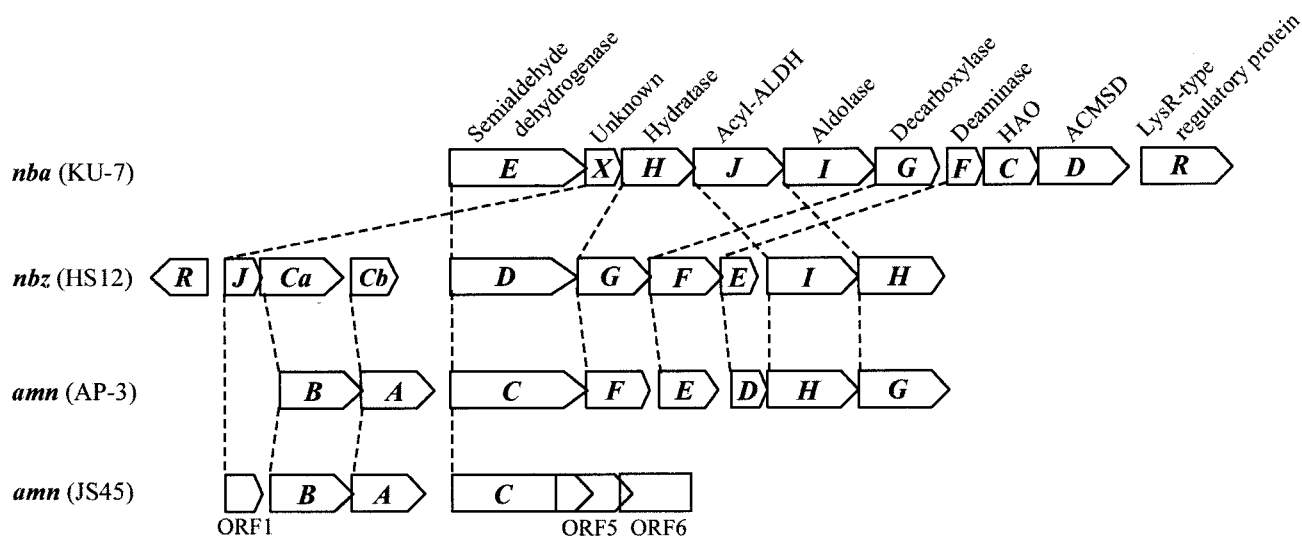 Semialdehyde
dehydrogenase
Unknown
Hydratase
Acyl-ALDH
Aldolase
Decarboxylase
Deaminase
HAO
ACMSD
LysR-type
regulatory protein
nba (KU-7) E X H J I G F C D R
nbz (HS12) R J Ca Cb D G F E I H
amn (AP-3) B A C F E D H G
amn (JS45) B A C
ORF1 ORF5 ORF6